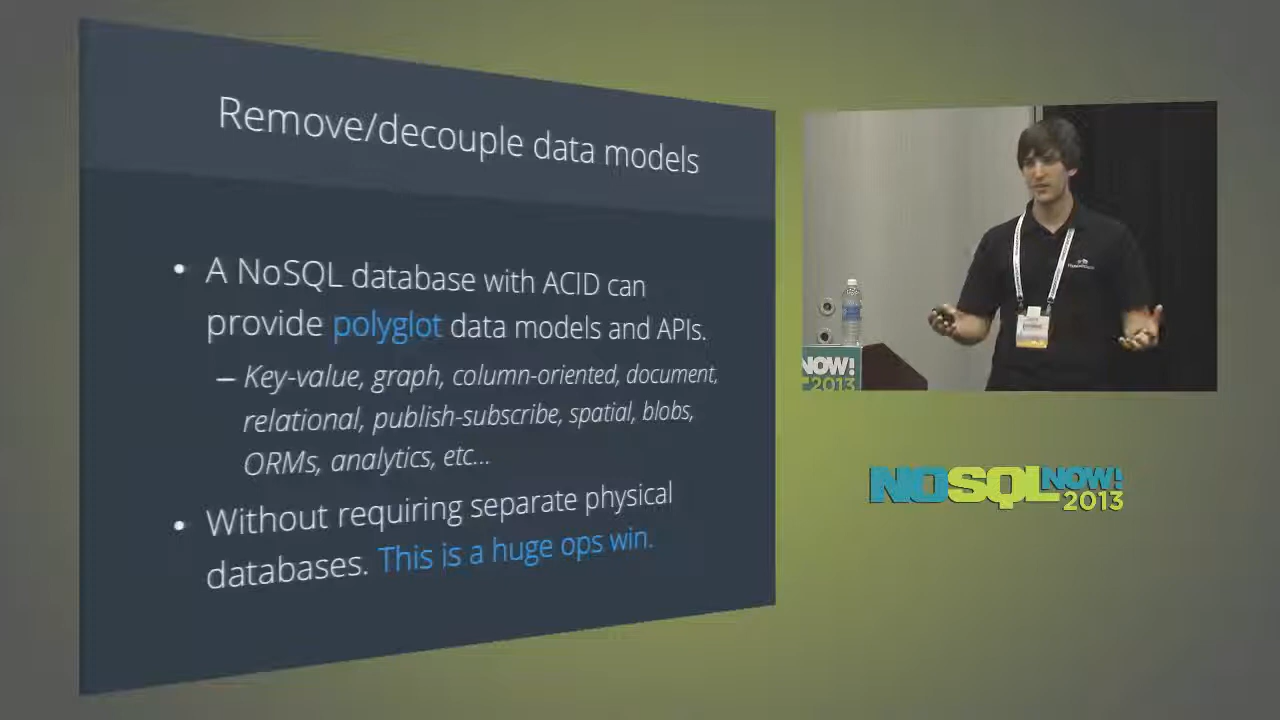 Remove/decouple data models
• A NoSQL database with ACID can
provide polyglot data models and APIs.
– Key-value, graph, column-oriented, document,
relational, publish-subscribe, spatial, blobs,
ORMs, analytics, etc...
• Without requiring separate physical
databases. This is a huge ops win.
NOW!
2013
NOSQL NOW!
2013